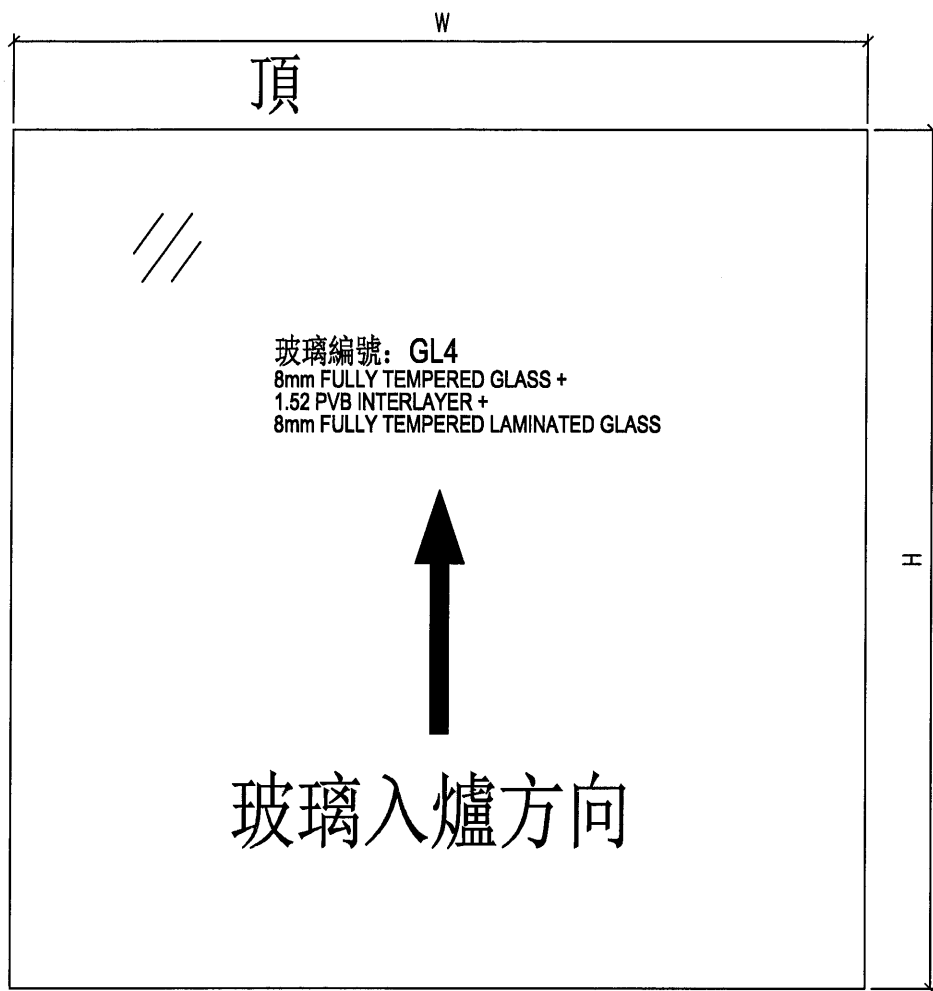 W
頂
玻璃編號：GL4
8mm FULLY TEMPERED GLASS +
1.52 PVB INTERLAYER +
8mm FULLY TEMPERED LAMINATED GLASS
H
玻璃入爐方向